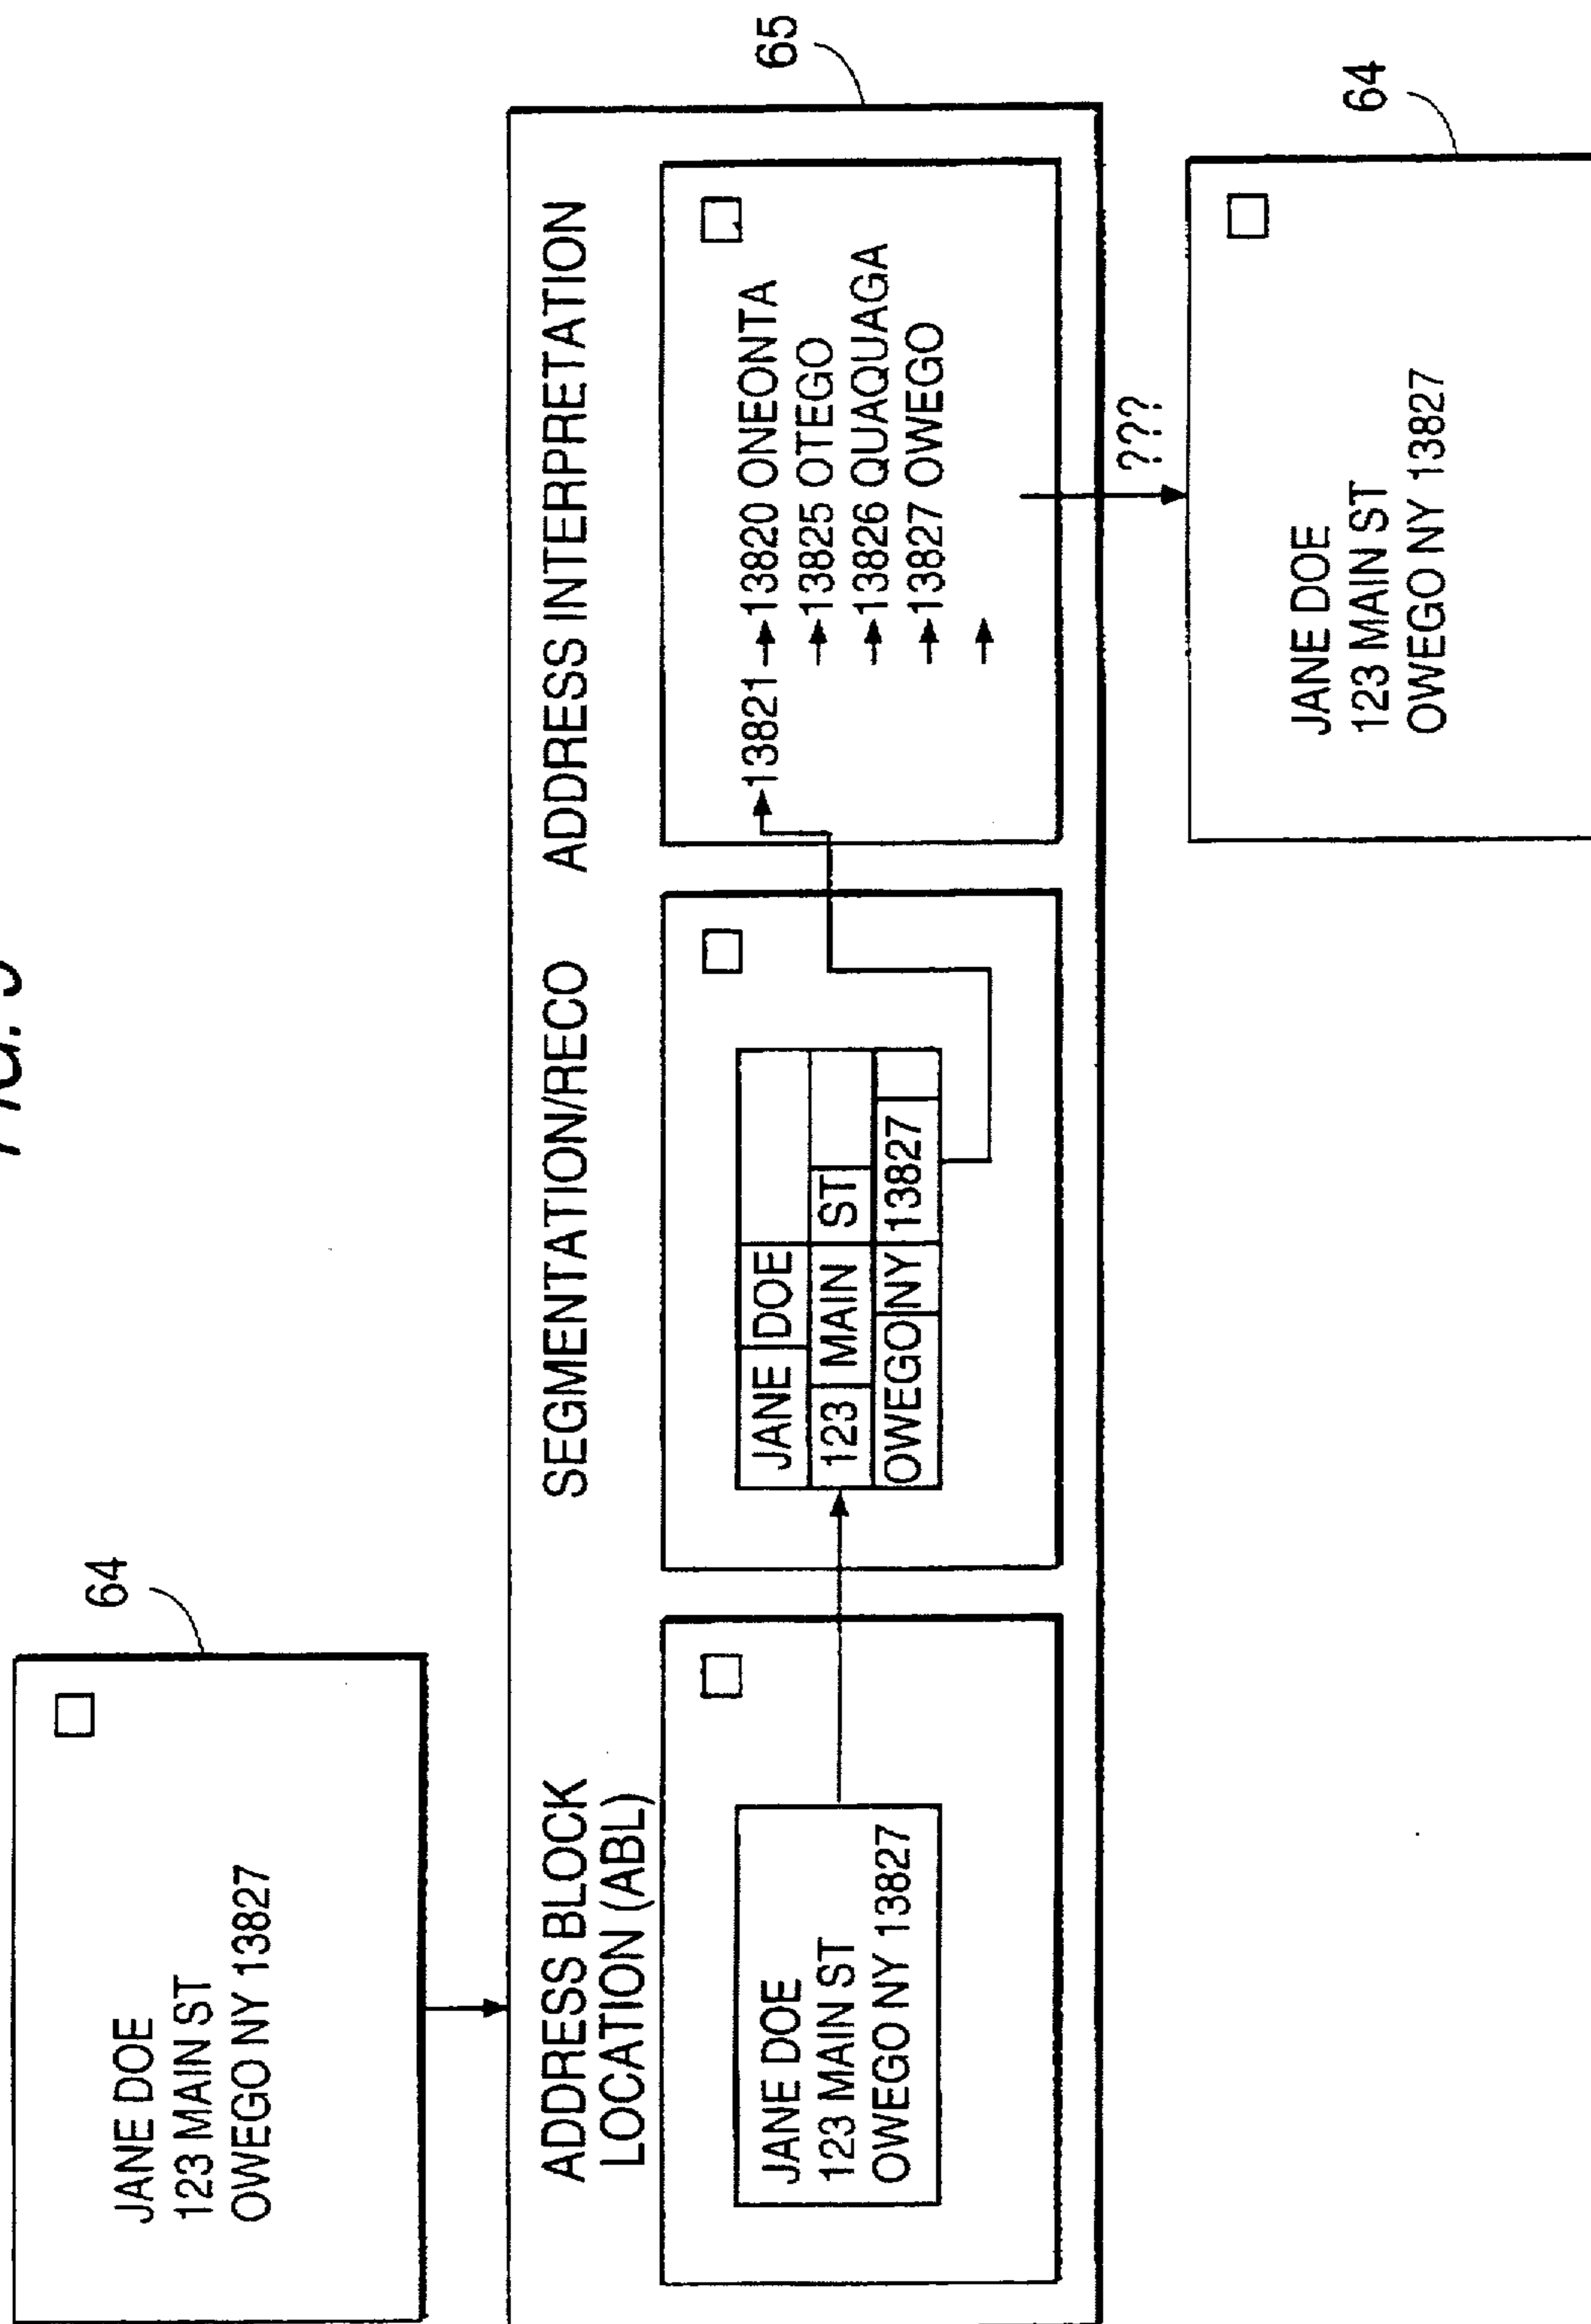 64
JANE DOE
123 MAIN ST
OWEGO NY 13827
65
ADDRESS BLOCK
LOCATION (ABL)
JANE DOE
123 MAIN ST
OWEGO NY 13827
SEGMENTATION/RECO
JANE DOE
123 MAIN ST
OWEGO NY 13827
ADDRESS INTERPRETATION
13821 13820 ONEONTA
13825 OTEGO
13826 QUAQUAGA
13827 OWEGO
???
64
JANE DOE
123 MAIN ST
OWEGO NY 13827